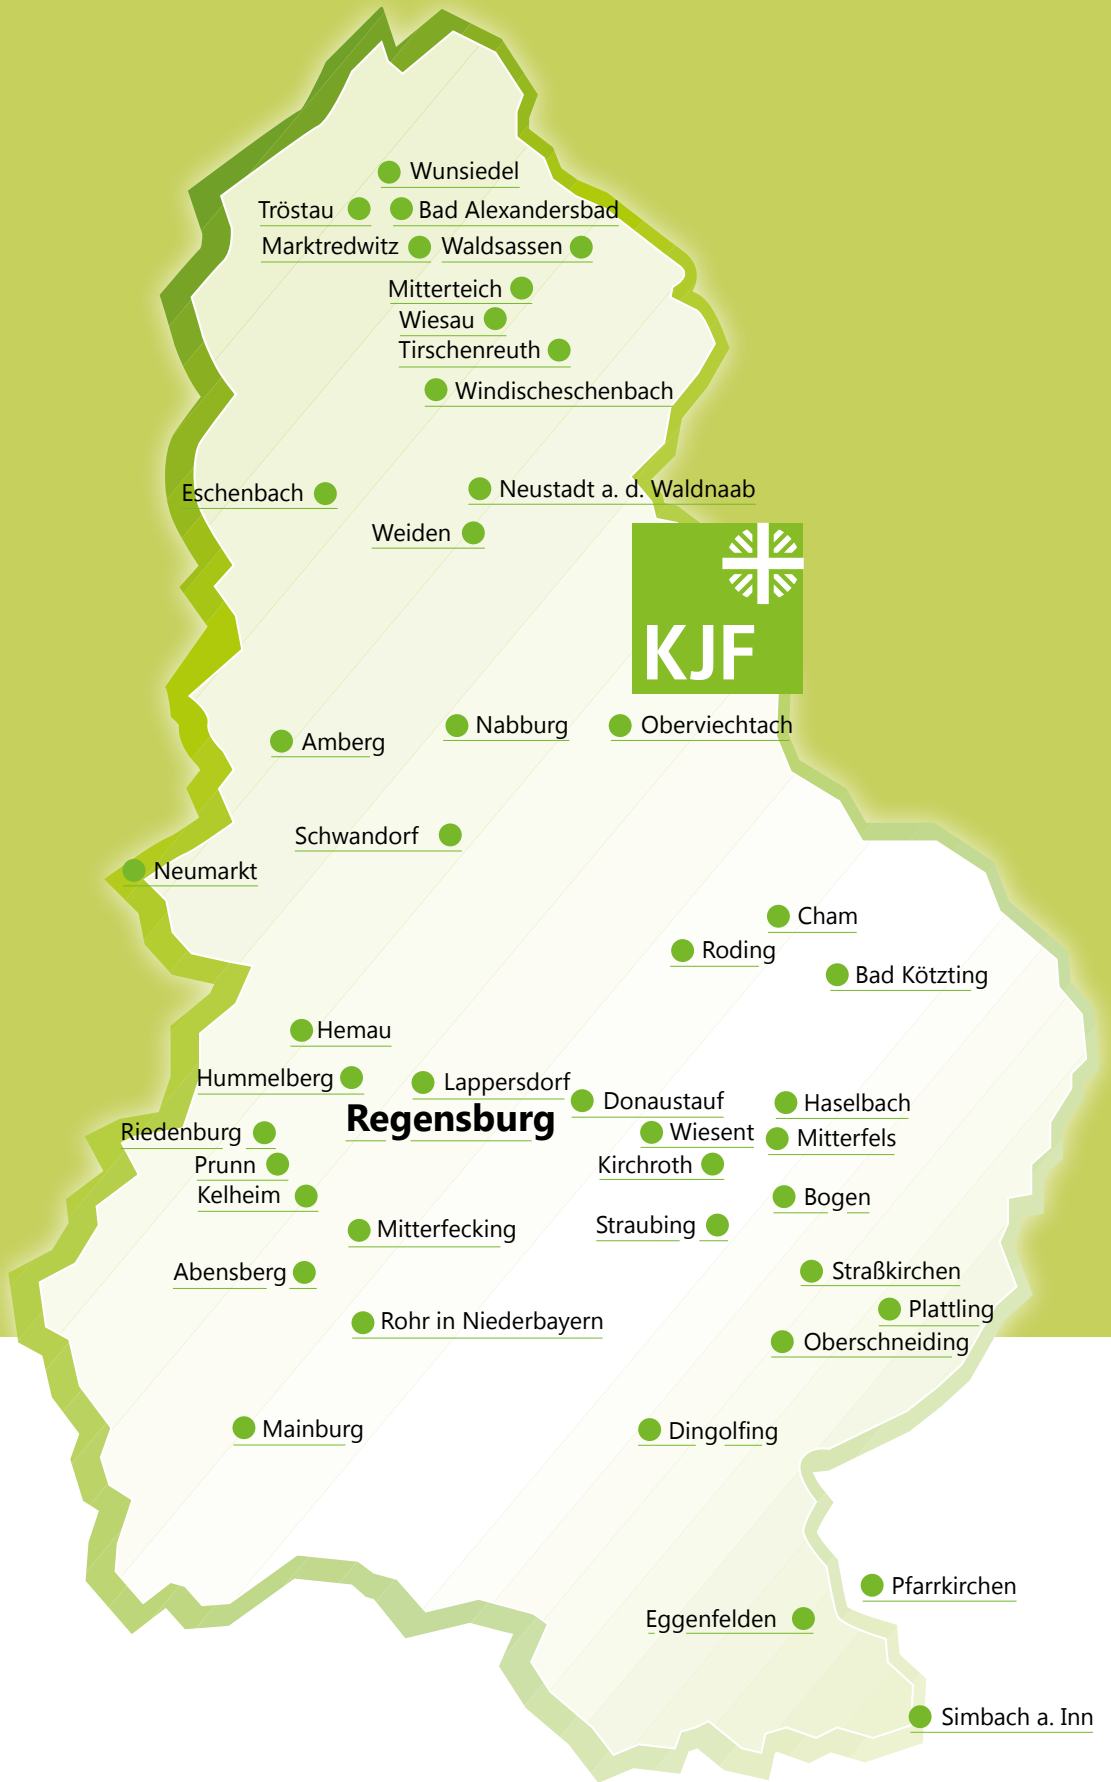 Wunsiedel
Tröstau
Bad Alexandersbad
Marktredwitz
Waldsassen
Mitterteich
Wiesau
Tirschenreuth
Windischeschenbach
Eschenbach
Neustadt a. d. Waldnaab
Weiden
KJF
Nabburg
Oberviechtach
Amberg
Schwandorf
Neumarkt
Cham
Roding
Bad Kötzting
Hemau
Hummelberg
Lappersdorf
Donaustauf
Haselbach
Regensburg
Riedenburg
Wiesent
Mitterfels
Prunn
Kirchroth
Kelheim
Bogen
Mitterfecking
Straubing
Abensberg
Straßkirchen
Plattling
Rohr in Niederbayern
Oberschneiding
Mainburg
Dingolfing
Pfarrkirchen
Eggenfelden
Simbach a. Inn